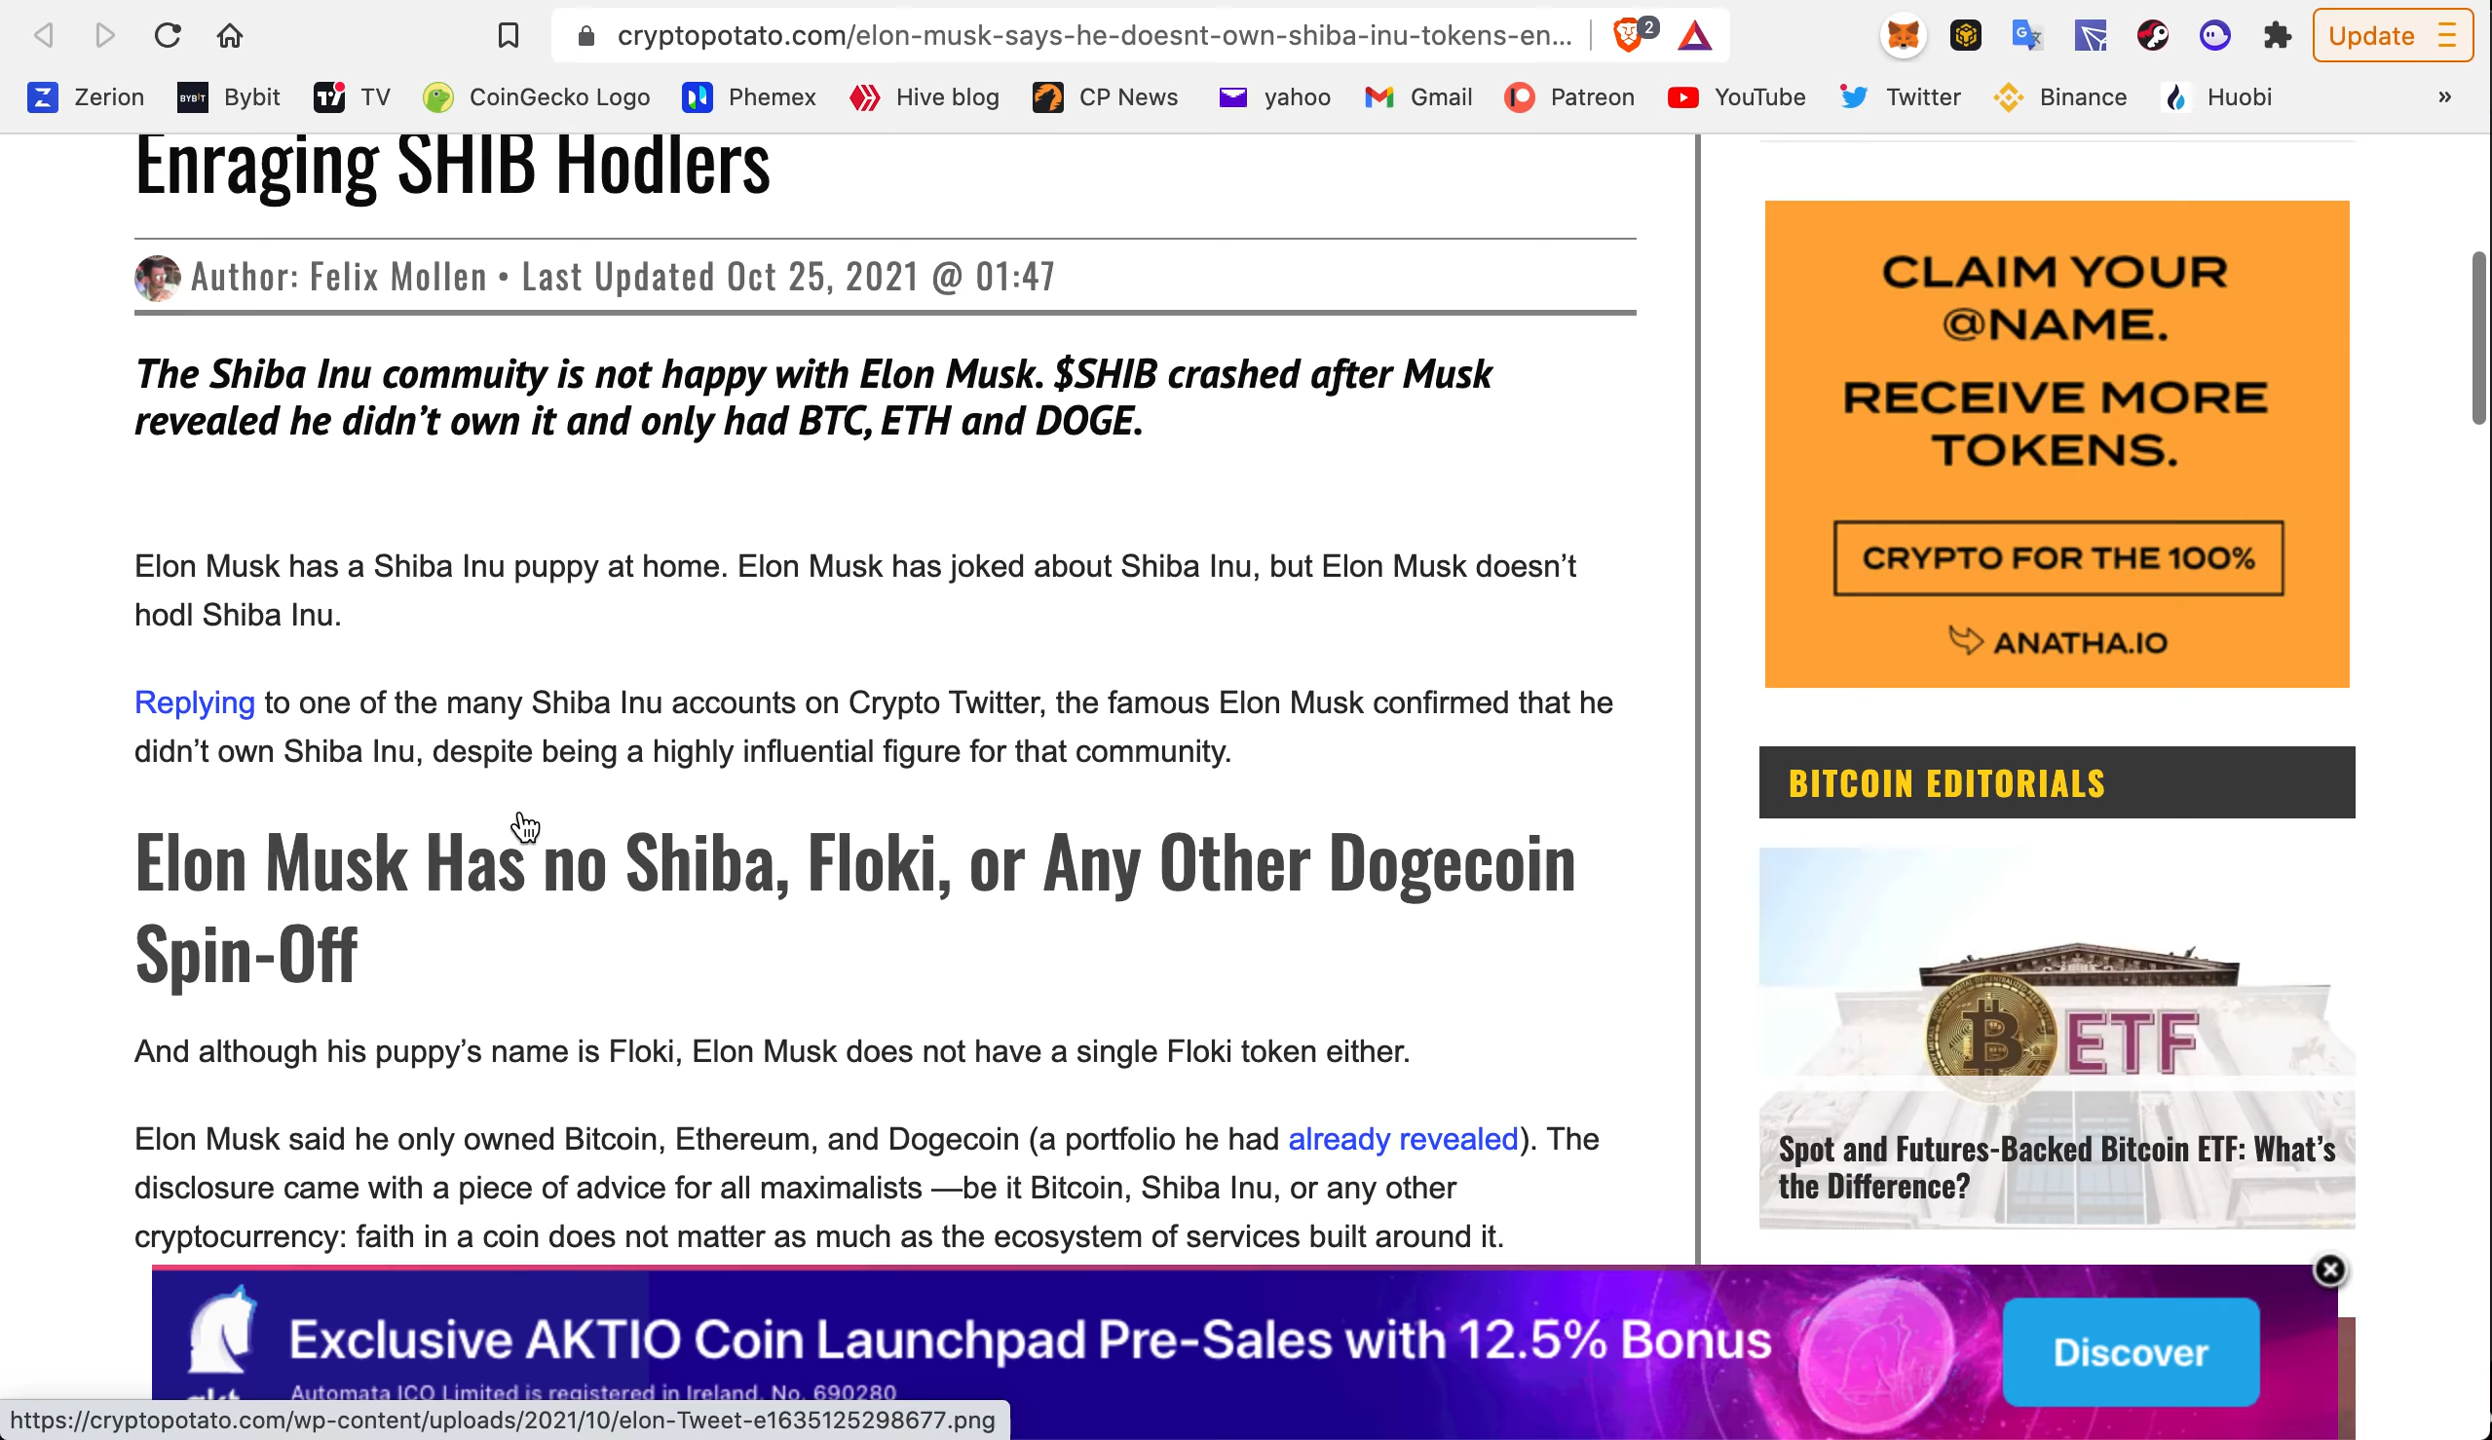 cryptopotato.com/elon-musk-says-he-doesnt-own-shiba-inu-tokens-en...
2
Update
Zerion
BYBIT
Bybit
TV
CoinGecko Logo
Phemex
Hive blog
CP News
yahoo
Gmail
Patreon
YouTube
Twitter
Binance
Huobi
»
Enraging SHIB Hodlers
Author: Felix Mollen • Last Updated Oct 25, 2021 @ 01:47
The Shiba Inu commuity is not happy with Elon Musk. $SHIB crashed after Musk
revealed he didn’t own it and only had BTC, ETH and DOGE.
Elon Musk has a Shiba Inu puppy at home. Elon Musk has joked about Shiba Inu, but Elon Musk doesn’t
hodl Shiba Inu.
Replying to one of the many Shiba Inu accounts on Crypto Twitter, the famous Elon Musk confirmed that he
didn’t own Shiba Inu, despite being a highly influential figure for that community.
Elon Musk Has no Shiba, Floki, or Any Other Dogecoin
Spin-Off
And although his puppy’s name is Floki, Elon Musk does not have a single Floki token either.
Elon Musk said he only owned Bitcoin, Ethereum, and Dogecoin (a portfolio he had already revealed). The
disclosure came with a piece of advice for all maximalists —be it Bitcoin, Shiba Inu, or any other
cryptocurrency: faith in a coin does not matter as much as the ecosystem of services built around it.
CLAIM YOUR
@NAME.
RECEIVE MORE
TOKENS.
CRYPTO FOR THE 100%
ANATHA.IO
BITCOIN EDITORIALS
ETF
Spot and Futures-Backed Bitcoin ETF: What’s
the Difference?
Exclusive AKTIO Coin Launchpad Pre-Sales with 12.5% Bonus
Automata ICO Limited is registered in Ireland, No. 690280
Discover
https://cryptopotato.com/wp-content/uploads/2021/10/elon-Tweet-e1635125298677.png